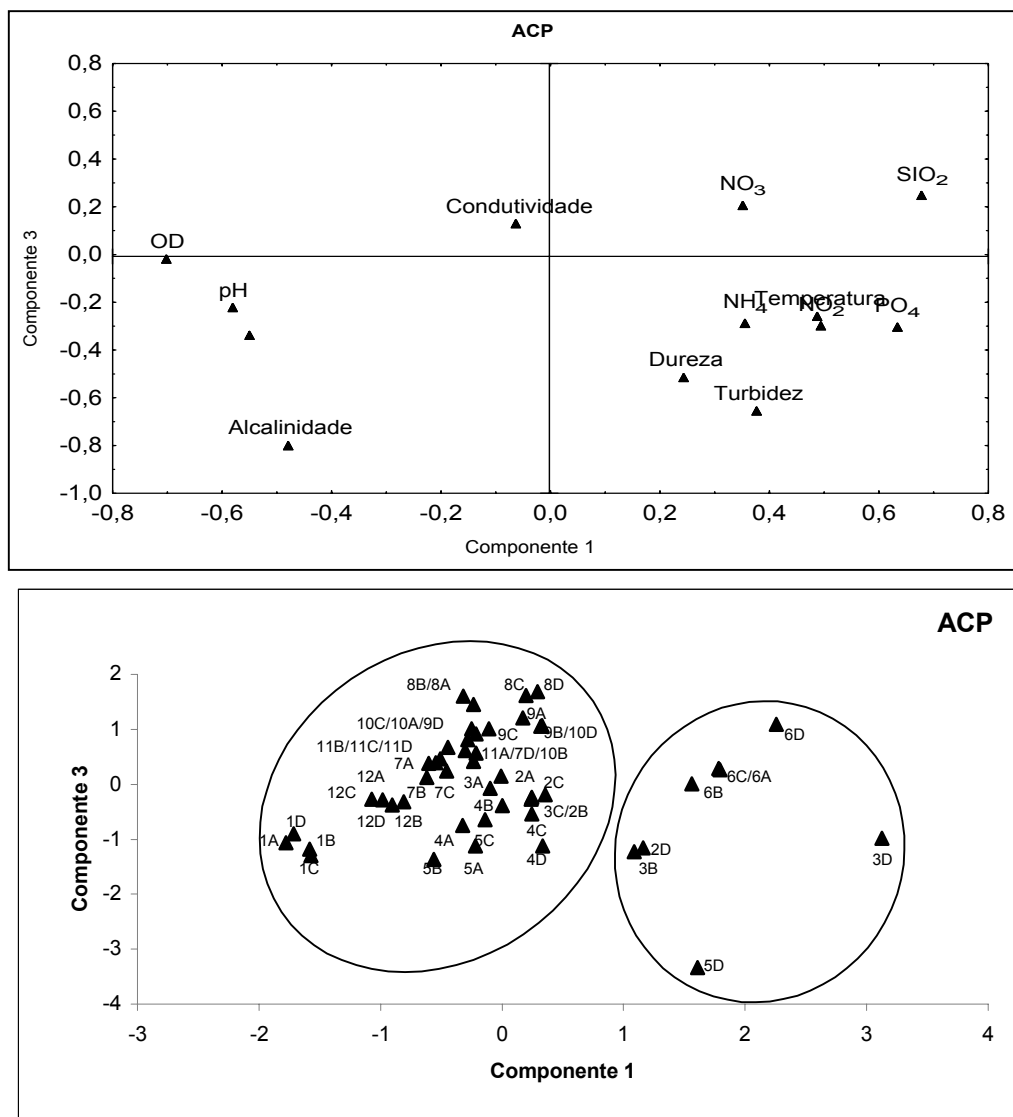 ACP
0,8
0,6
0,4
0,2
0,0
-0,2
-0,4
-0,6
-0,8
-1,0
Componente 3
OD
pH
Alcalinidade
Condutividade
NO3
SIO2
NH4
Temperatura
NO2
PO4
Dureza
Turbidez
-0,8 -0,6 -0,4 -0,2 0,0 0,2 0,4 0,6 0,8
Componente 1
ACP
2
1
0
-1
-2
-3
-4
Componente 3
8B/8A 8C 8D
9A
10C/10A/9D 9C 9B/10D
11B/11C/11D 11A/7D/10B
7A
12A 3A 2A 2C
12C 7B 7C 4B 3C/2B
12D 12B 4C
1D 4A 5C
1A 1B 4D
1C 5B 5A
6D
6C/6A
6B
2D
3B 3D
5D
-3 -2 -1 0 1 2 3 4
Componente 1